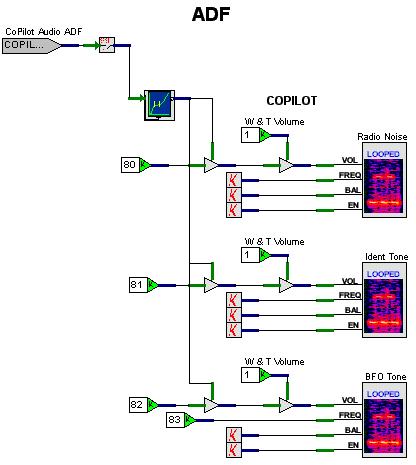 ADF
CoPilot Audio ADF
COPIL...
COPILOT
W & T Volume
1 K
Radio Noise
LOOPED
80 K
VOL
FREQ
BAL
EN
K
K
K
W & T Volume
1 K
Ident Tone
LOOPED
81 K
VOL
FREQ
BAL
EN
K
K
K
W & T Volume
1 K
BFO Tone
LOOPED
82 K
VOL
83 K
FREQ
BAL
EN
K
K